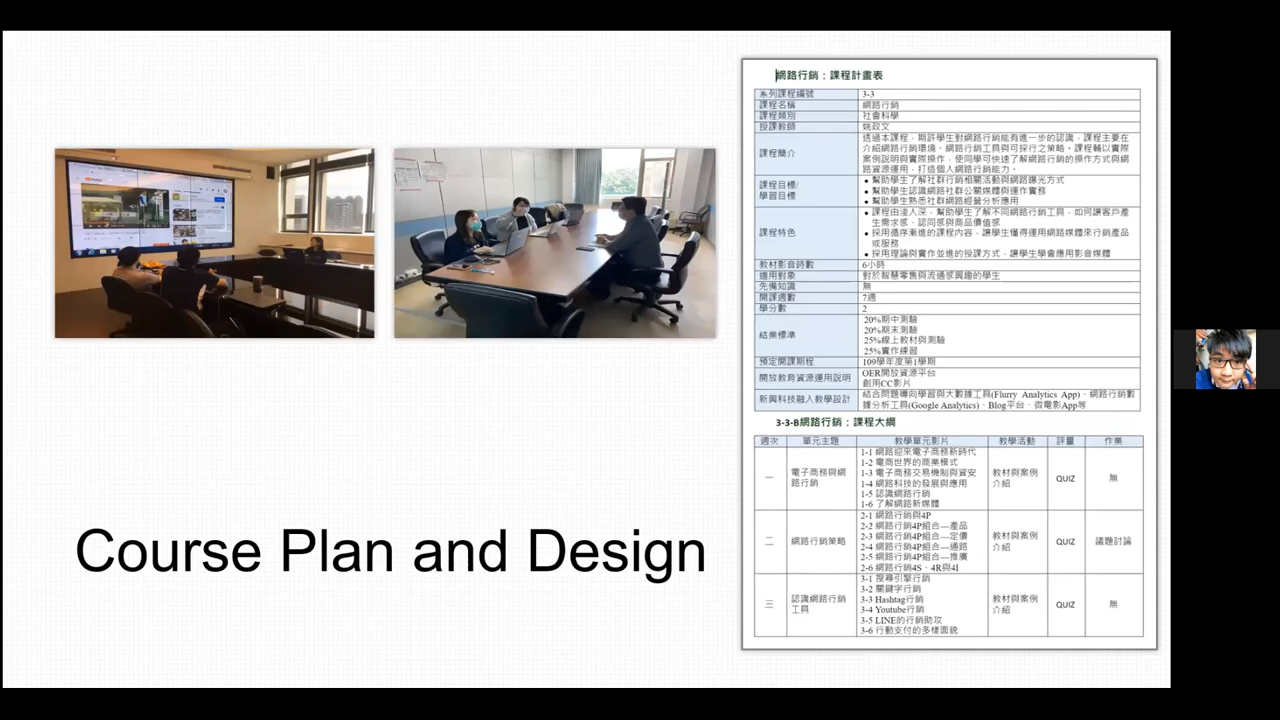 Course Plan and Design
網路行銷：課程計畫表
系列課程編號 3-3
課程名稱 網路行銷
課程類別 社會科學
授課教師 姚政文
課程簡介
透過本課程，期許學生對網路行銷能有進一步的認識，課程主要在
介紹網路行銷環境、網路行銷工具與可採行之策略。課程輔以實際
案例說明與實際操作，使同學可快速了解網路行銷的操作方式與網
路資源運用，打造個人網路行銷能力。
課程目標/
學習目標
● 幫助學生了解社群行銷相關活動與網路曝光方式
● 幫助學生認識網路社群公關媒體與運作實務
● 幫助學生熟悉社群網路經營分析應用
課程特色
● 課程由淺入深，幫助學生了解不同網路行銷工具，如何讓客戶產
生需求感、認同感與商品價值感
● 採用循序漸進的課程內容，讓學生懂得運用網路媒體來行銷產品
或服務
● 採用理論與實作並進的授課方式，讓學生學會應用影音媒體
教材影音時數 6小時
適用對象 對於智慧零售與流通感興趣的學生
先備知識 無
開課週數 7週
學分數 2
結業標準
20%期中測驗
20%期末測驗
25%線上教材與測驗
25%實作練習
預定開課期程 109學年度第1學期
開放教育資源運用說明
OER開放資源平台
創用CC影片
新興科技融入教學設計
結合問題導向學習與大數據工具(Flurry Analytics App)、網路行銷數
據分析工具(Google Analytics)、Blog平台、微電影App等
3-3-B網路行銷：課程大綱
週次 單元主題 教學單元影片 教學活動 評量 作業
一
電子商務與網
路行銷
1-1 網路迎來電子商務新時代
1-2 電商世界的商業模式
1-3 電子商務交易機制與資安
1-4 網路科技的發展與應用
1-5 認識網路行銷
1-6 了解網路新媒體
教材與案例
介紹
QUIZ
無
二
網路行銷策略
2-1 網路行銷與4P
2-2 網路行銷4P組合—產品
2-3 網路行銷4P組合—定價
2-4 網路行銷4P組合—通路
2-5 網路行銷4P組合—推廣
2-6 網路行銷4S、4R與4I
教材與案例
介紹
QUIZ
議題討論
三
認識網路行銷
工具
3-1 搜尋引擎行銷
3-2 關鍵字行銷
3-3 Hashtag行銷
3-4 Youtube行銷
3-5 LINE的行銷助攻
3-6 行動支付的多樣面貌
教材與案例
介紹
QUIZ
無